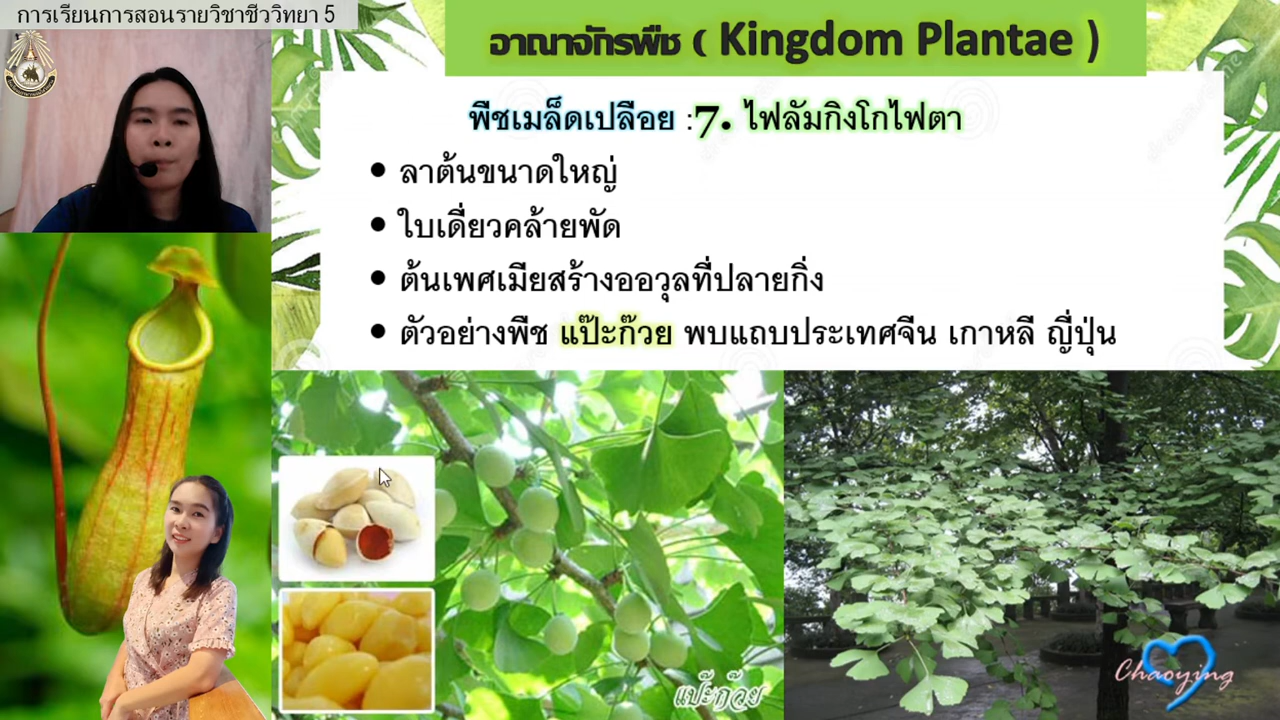 การเรียนการสอนรายวิชาชีววิทยา 5
อาณาจักรพืช ( Kingdom Plantae )
พืชเมล็ดเปลือย :7. ไฟลัมกิงโกไฟตา
• ลาต้นขนาดใหญ่
• ใบเดี่ยวคล้ายพัด
• ต้นเพศเมียสร้างออวุลที่ปลายกิ่ง
• ตัวอย่างพืช แป๊ะก๊วย พบแถบประเทศจีน เกาหลี ญี่ปุ่น
แป๊ะก๊วย
Chaoying